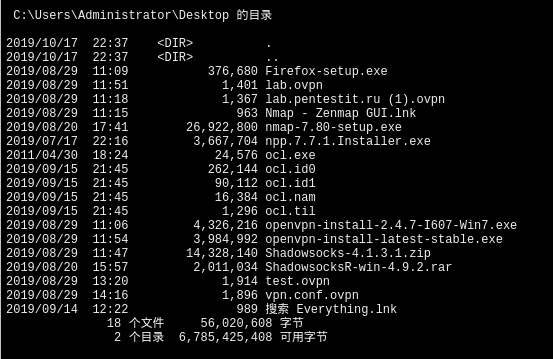 C:\Users\Administrator\Desktop 的目录
2019/10/17  22:37    <DIR>          .
2019/10/17  22:37    <DIR>          ..
2019/08/29  11:09           376,680 Firefox-setup.exe
2019/08/29  11:51             1,401 lab.ovpn
2019/08/29  11:18             1,367 lab.pentestit.ru (1).ovpn
2019/08/29  11:15               963 Nmap - Zenmap GUI.lnk
2019/08/20  17:41        26,922,800 nmap-7.80-setup.exe
2019/07/17  22:16         3,667,704 npp.7.7.1.Installer.exe
2011/04/30  18:24            24,576 ocl.exe
2019/09/15  21:45           262,144 ocl.id0
2019/09/15  21:45            90,112 ocl.id1
2019/09/15  21:45            16,384 ocl.nam
2019/09/15  21:45             1,296 ocl.til
2019/08/29  11:06         4,326,216 openvpn-install-2.4.7-I607-Win7.exe
2019/08/29  11:54         3,984,992 openvpn-install-latest-stable.exe
2019/08/29  11:47        14,328,140 Shadowsocks-4.1.3.1.zip
2019/08/20  15:57         2,011,034 ShadowsocksR-win-4.9.2.rar
2019/08/29  13:20             1,914 test.ovpn
2019/08/29  14:16             1,896 vpn.conf.ovpn
2019/09/14  12:22               989 搜索 Everything.lnk
18 个文件     56,020,608 字节
2 个目录  6,785,425,408 可用字节